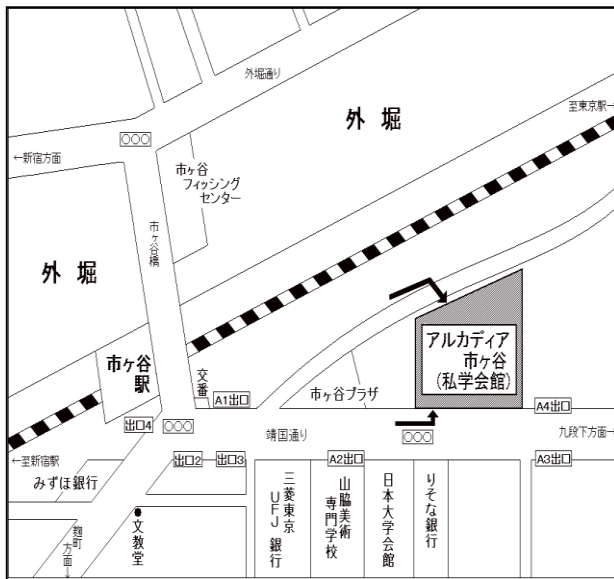 外堀通り
外 堀
至東京駅→
○○○
←新宿方面
市ヶ谷
フィッシング
センター
市ヶ谷橋
外 堀
アルカディア
市ヶ谷
(私学会館)
市ヶ谷
駅
交番
市ヶ谷プラザ
A1出口
A4出口
出口4
○○○
靖国通り
○○○
九段下方面→
←至新宿駅
出口2
出口3
A2出口
A3出口
みずほ銀行
三菱東京
UFJ 銀行
山脇美術
専門学校
日本大学会館
りそな銀行
文教堂
麹町
方面→